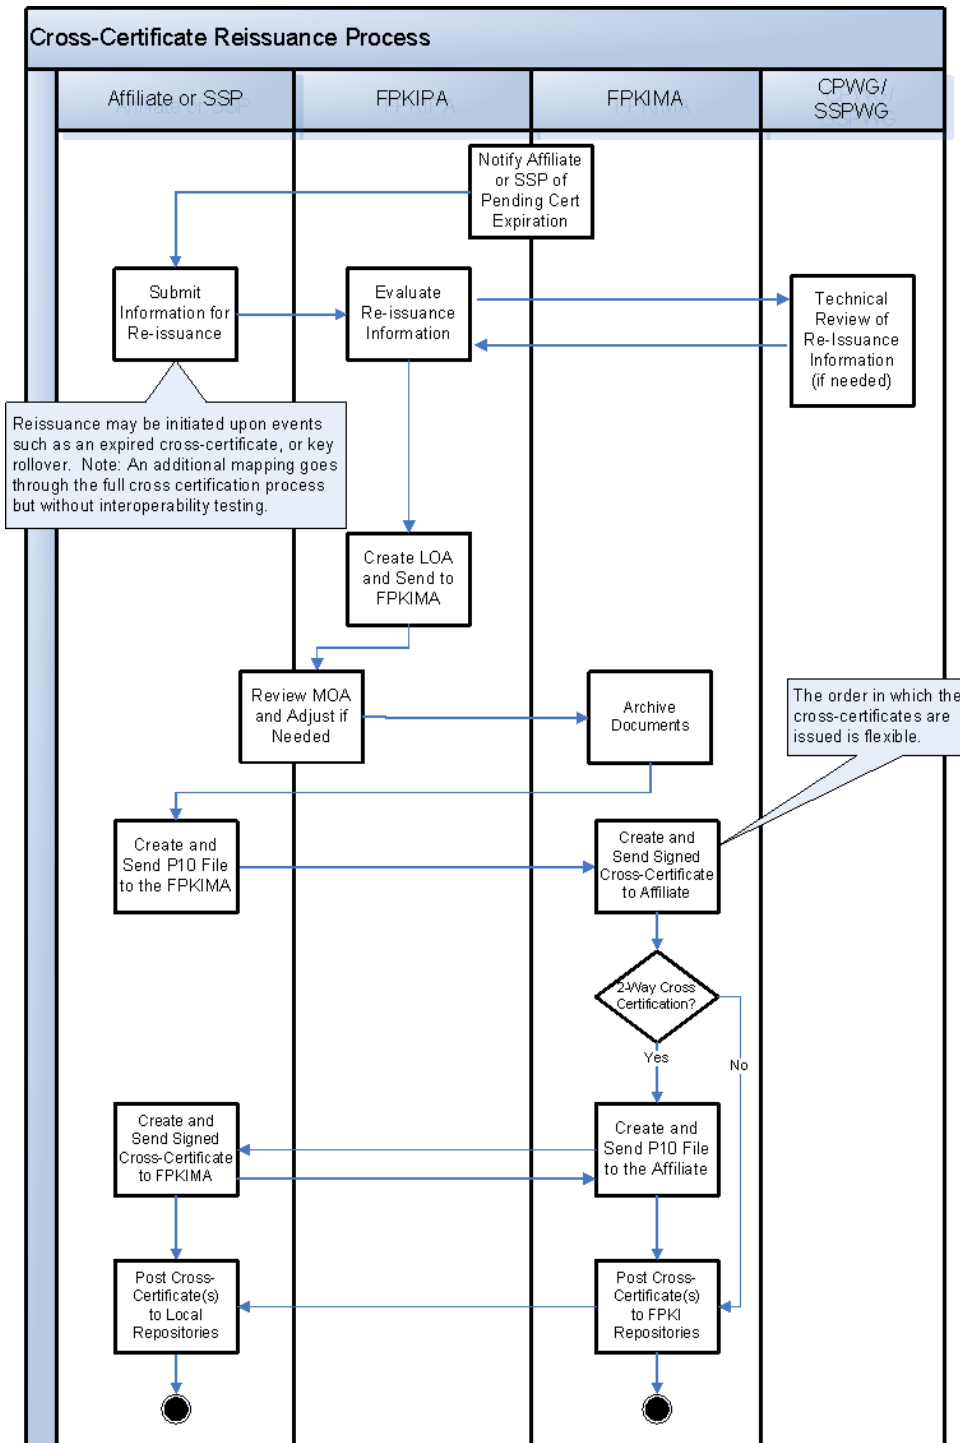 Cross-Certificate Reissuance Process
Affiliate or SSP
FPKIPA
FPKIMA
CPWG/
SSPWG
Notify Affiliate
or SSP of
Pending Cert
Expiration
Submit
Information for
Re-issuance
Evaluate
Re-issuance
Information
Technical
Review of
Re-Issuance
Information
(if needed)
Reissuance may be initiated upon events
such as an expired cross-certificate, or key
rollover. Note: An additional mapping goes
through the full cross certification process
but without interoperability testing.
Create LOA
and Send to
FPKIMA
Review MOA
and Adjust if
Needed
Archive
Documents
The order in which the
cross-certificates are
issued is flexible.
Create and
Send P10 File
to the FPKIMA
Create and
Send Signed
Cross-Certificate
to Affiliate
2-Way Cross
Certification?
Yes
No
Create and
Send Signed
Cross-Certificate
to FPKIMA
Create and
Send P10 File
to the Affiliate
Post Cross-
Certificate(s)
to Local
Repositories
Post Cross-
Certificate(s)
to FPKI
Repositories